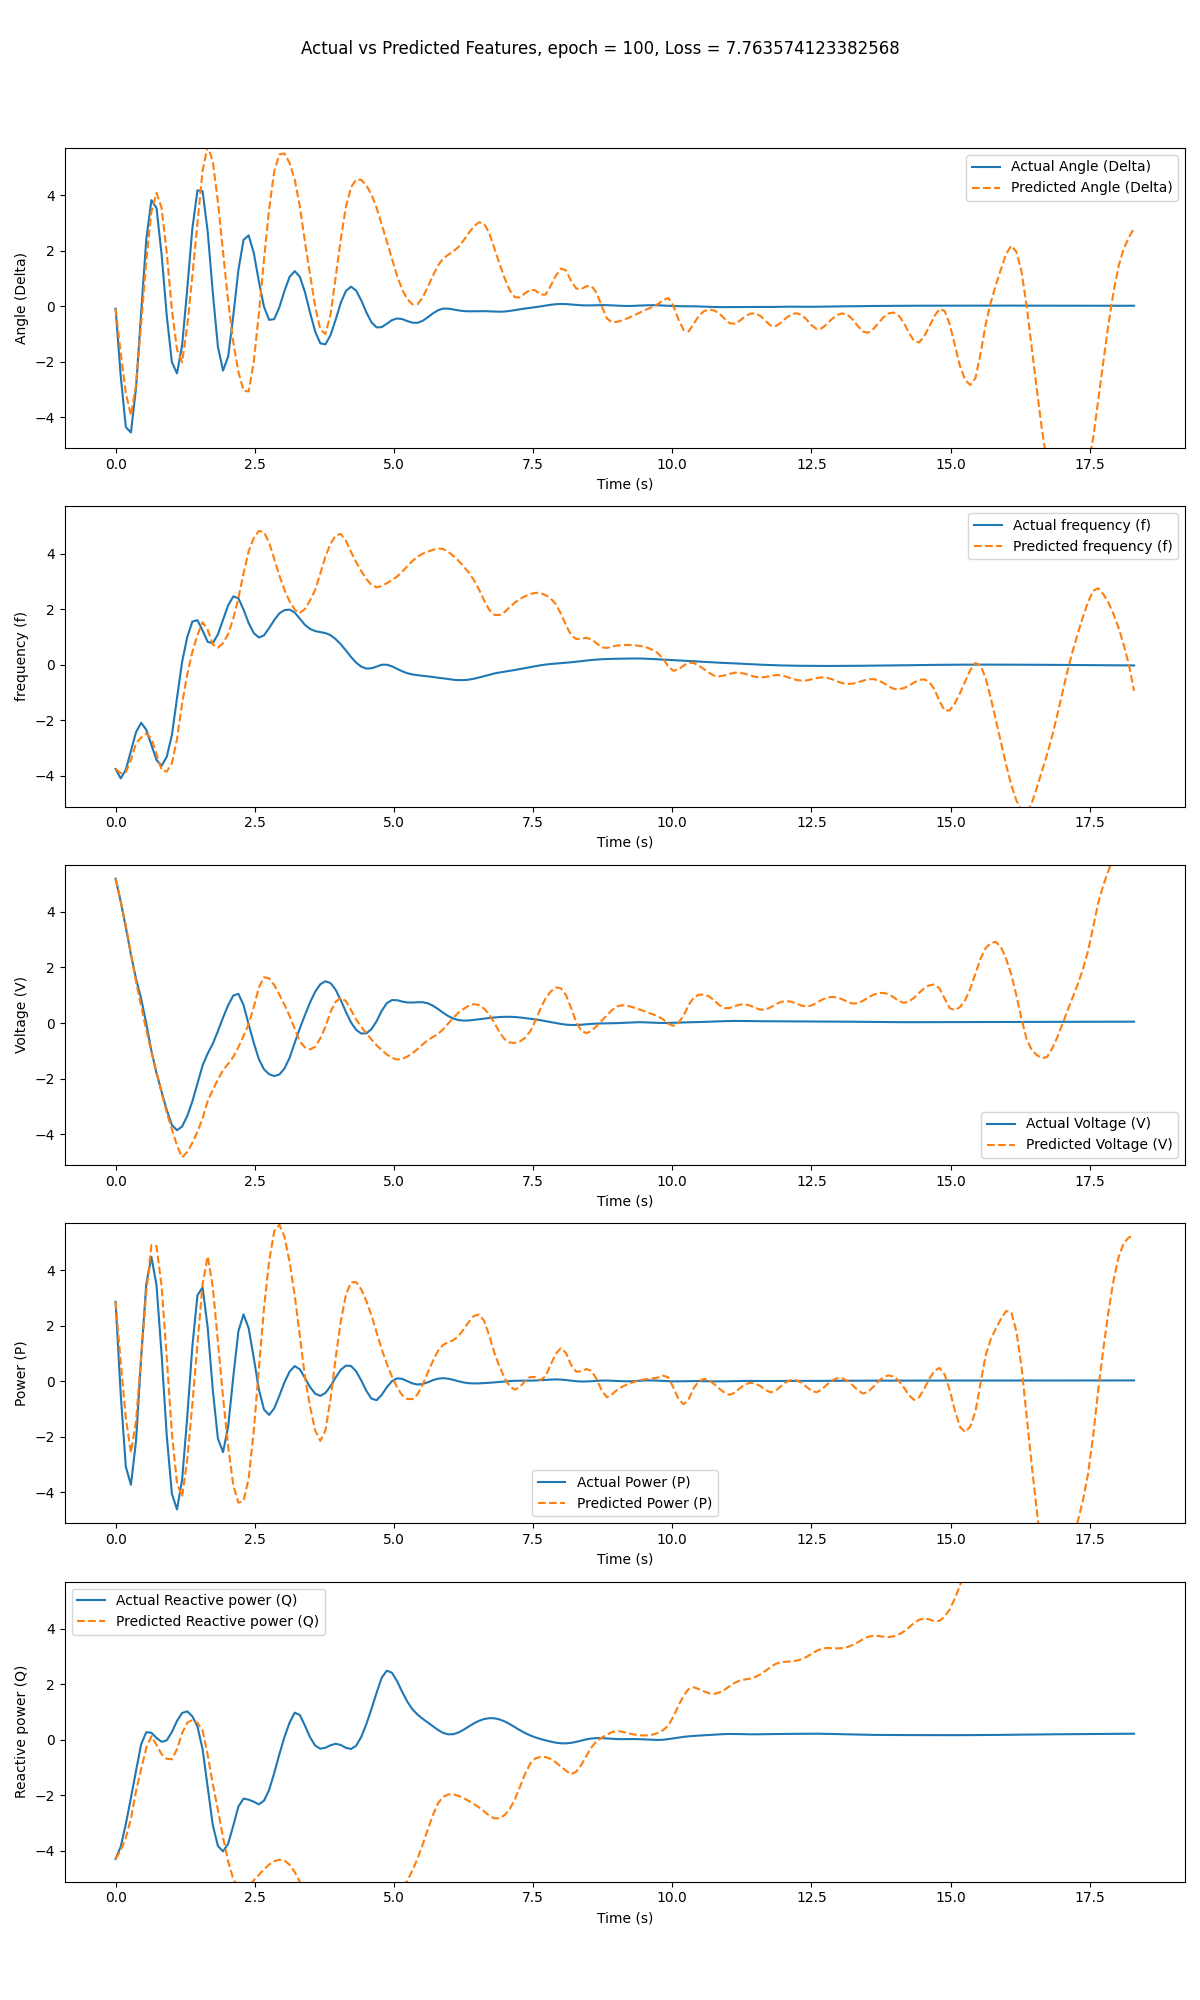 Actual vs Predicted Features, epoch = 100, Loss = 7.763574123382568
Actual Angle (Delta)
Predicted Angle (Delta)
Angle (Delta)
4
2
0
−2
−4
0.0 2.5 5.0 7.5 10.0 12.5 15.0 17.5
Time (s)
Actual frequency (f)
Predicted frequency (f)
frequency (f)
4
2
0
−2
−4
0.0 2.5 5.0 7.5 10.0 12.5 15.0 17.5
Time (s)
Voltage (V)
4
2
0
−2
−4
Actual Voltage (V)
Predicted Voltage (V)
0.0 2.5 5.0 7.5 10.0 12.5 15.0 17.5
Time (s)
Power (P)
4
2
0
−2
−4
Actual Power (P)
Predicted Power (P)
0.0 2.5 5.0 7.5 10.0 12.5 15.0 17.5
Time (s)
Actual Reactive power (Q)
Predicted Reactive power (Q)
Reactive power (Q)
4
2
0
−2
−4
0.0 2.5 5.0 7.5 10.0 12.5 15.0 17.5
Time (s)